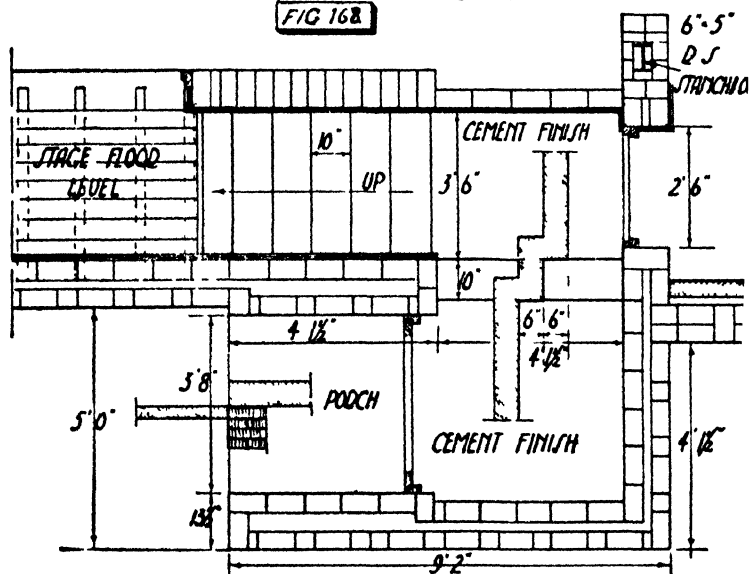 FIG 168
6"×5"
R S
STANCHIO
CEMENT FINISH
10"
STAGE FLOOR
LEVEL
UP
3' 6"
2' 6"
10"
4' 1½"
6" 6"
4' 1½"
3' 8"
5' 0"
PORCH
CEMENT FINISH
4' 1½"
13½"
9' 2"